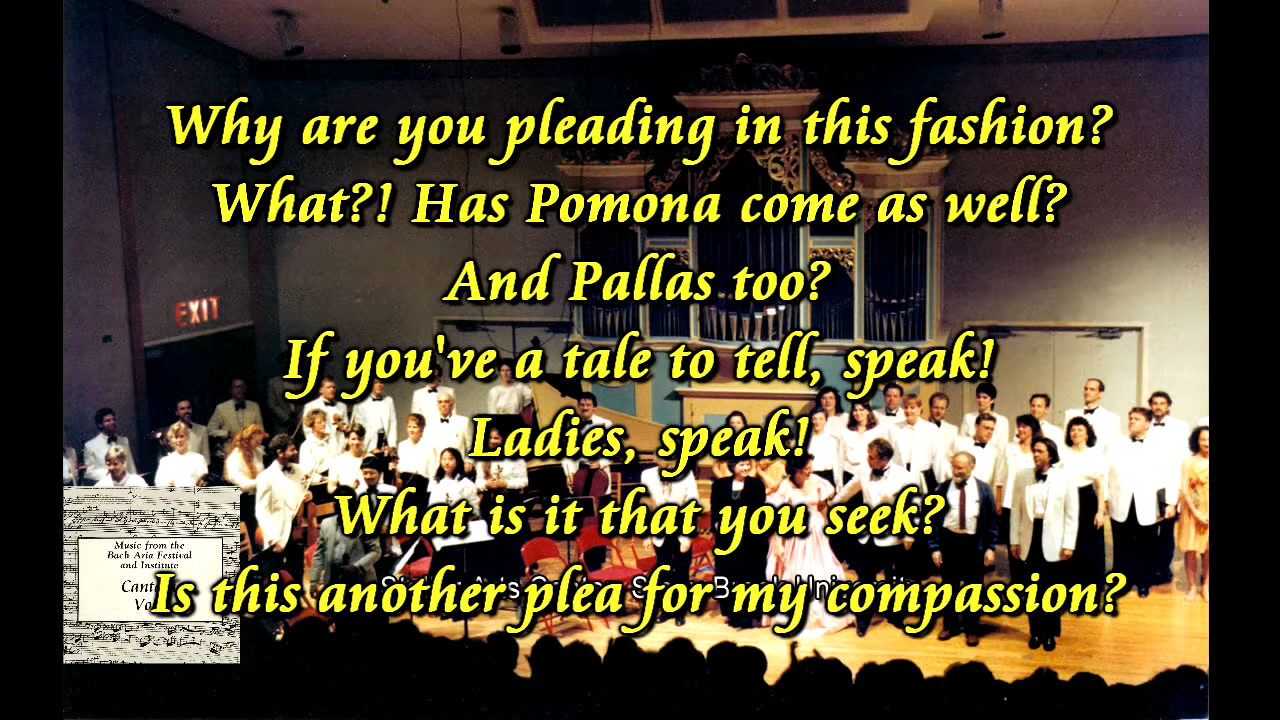 Why are you pleading in this fashion?
What?! Has Pomona come as well?
And Pallas too?
EXIT
If you've a tale to tell, speak!
Ladies, speak!
What is it that you seek?
Music from the
Bach Aria Festival
and Institute
Is this another plea for my compassion?